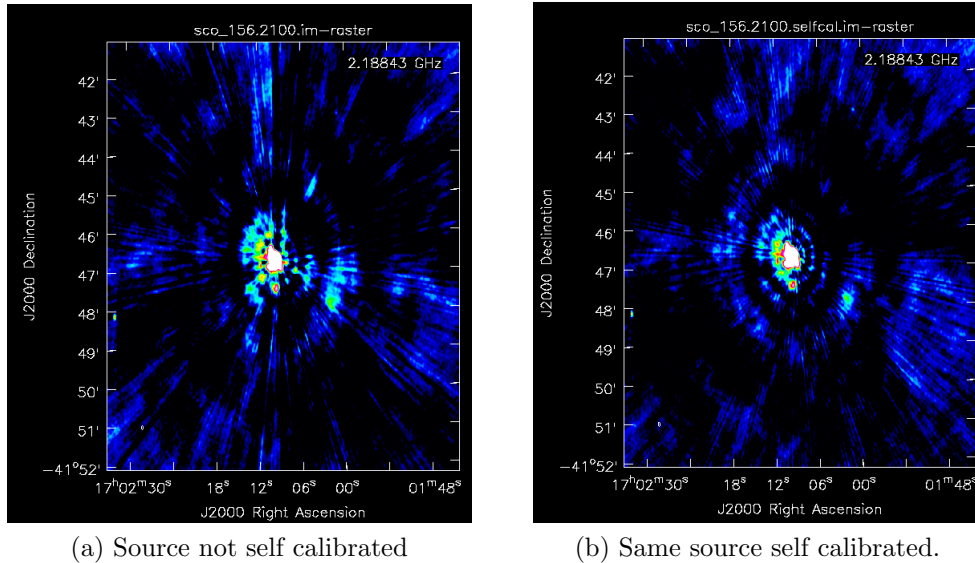 sco_156.2100.im-raster
2.18843 GHz
42'
43'
44'
45'
46'
47'
48'
49'
50'
51'
-41°52'
J2000 Declination
17ʰ02ᵐ30ˢ
18ˢ
12ˢ
06ˢ
00ˢ
01ᵐ48ˢ
J2000 Right Ascension
(a) Source not self calibrated
sco_156.2100.selfcal.im-raster
2.18843 GHz
42'
43'
44'
45'
46'
47'
48'
49'
50'
51'
-41°52'
J2000 Declination
17ʰ02ᵐ30ˢ
18ˢ
12ˢ
06ˢ
00ˢ
01ᵐ48ˢ
J2000 Right Ascension
(b) Same source self calibrated.